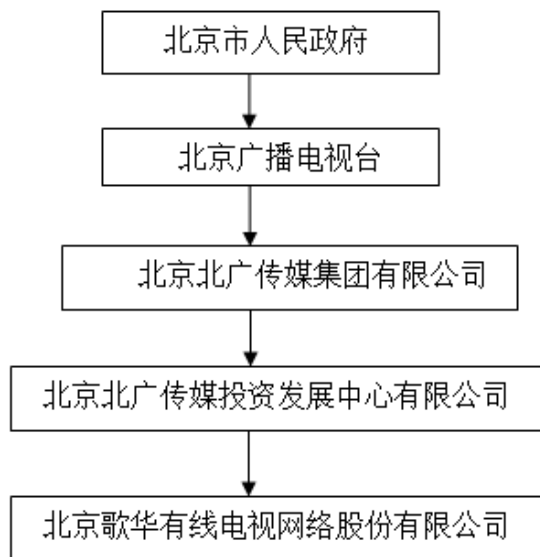 北京市人民政府
北京广播电视台
北京北广传媒集团有限公司
北京北广传媒投资发展中心有限公司
北京歌华有线电视网络股份有限公司